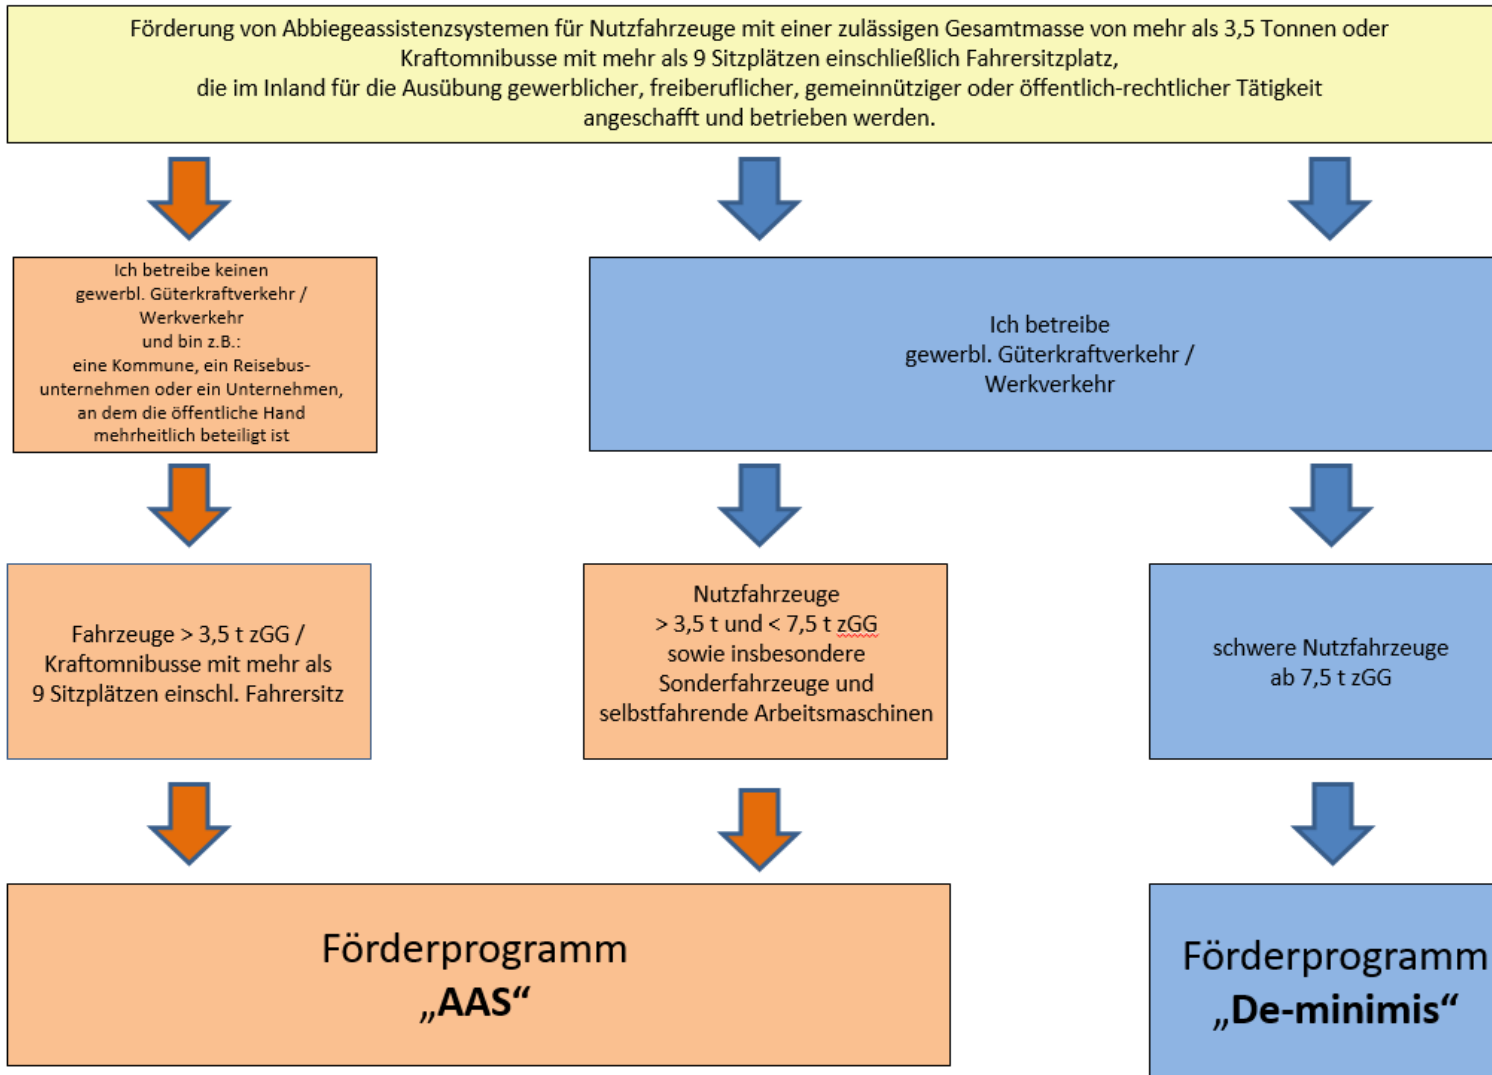 Förderung von Abbiegeassistenzsystemen für Nutzfahrzeuge mit einer zulässigen Gesamtmasse von mehr als 3,5 Tonnen oder
Kraftomnibusse mit mehr als 9 Sitzplätzen einschließlich Fahrersitzplatz,
die im Inland für die Ausübung gewerblicher, freiberuflicher, gemeinnütziger oder öffentlich-rechtlicher Tätigkeit
angeschafft und betrieben werden.
Ich betreibe keinen
gewerbl. Güterkraftverkehr /
Werkverkehr
und bin z.B.:
eine Kommune, ein Reisebus-
unternehmen oder ein Unternehmen,
an dem die öffentliche Hand
mehrheitlich beteiligt ist
Ich betreibe
gewerbl. Güterkraftverkehr /
Werkverkehr
Fahrzeuge > 3,5 t zGG /
Kraftomnibusse mit mehr als
9 Sitzplätzen einschl. Fahrersitz
Nutzfahrzeuge
> 3,5 t und < 7,5 t zGG
sowie insbesondere
Sonderfahrzeuge und
selbstfahrende Arbeitsmaschinen
schwere Nutzfahrzeuge
ab 7,5 t zGG
Förderprogramm
„AAS“
Förderprogramm
„De-minimis“